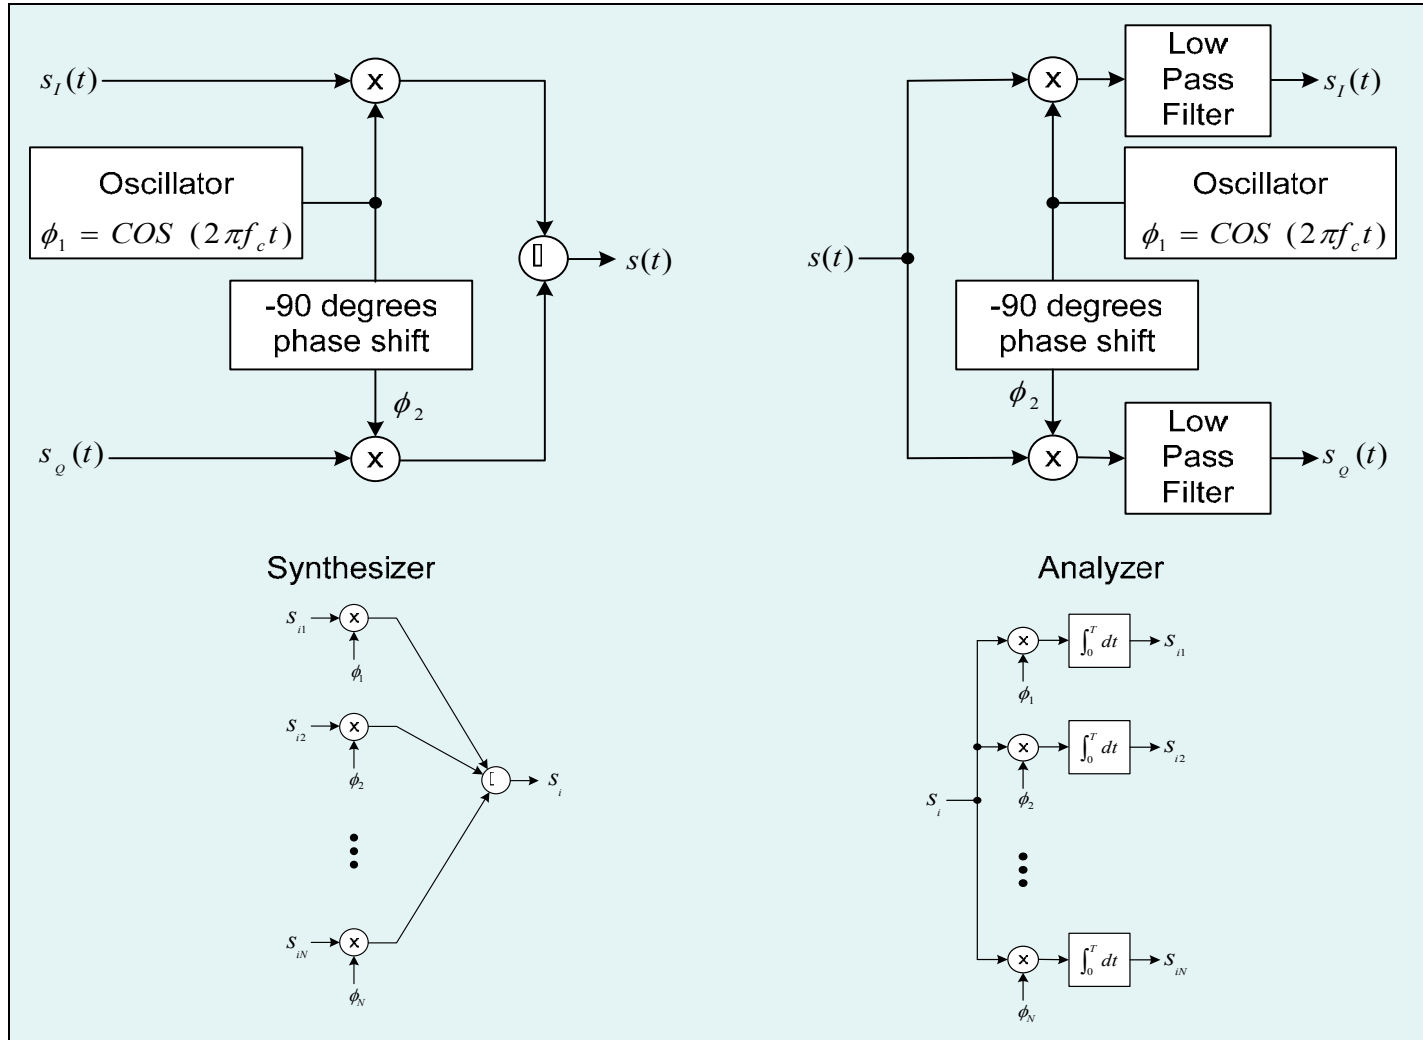 s_I(t)
x
Oscillator
ϕ_1 = COS (2πf_c t)
-90 degrees
phase shift
ϕ_2
s_Q(t)
x
s(t)
s(t)
x
Low
Pass
Filter
s_I(t)
Oscillator
ϕ_1 = COS (2πf_c t)
-90 degrees
phase shift
ϕ_2
x
Low
Pass
Filter
s_Q(t)
Synthesizer
s_i1
x
ϕ_1
s_i2
x
ϕ_2
s_iN
x
ϕ_N
s_i
Analyzer
s_i
x
ϕ_1
∫_0^T dt
s_i1
x
ϕ_2
∫_0^T dt
s_i2
x
ϕ_N
∫_0^T dt
s_iN